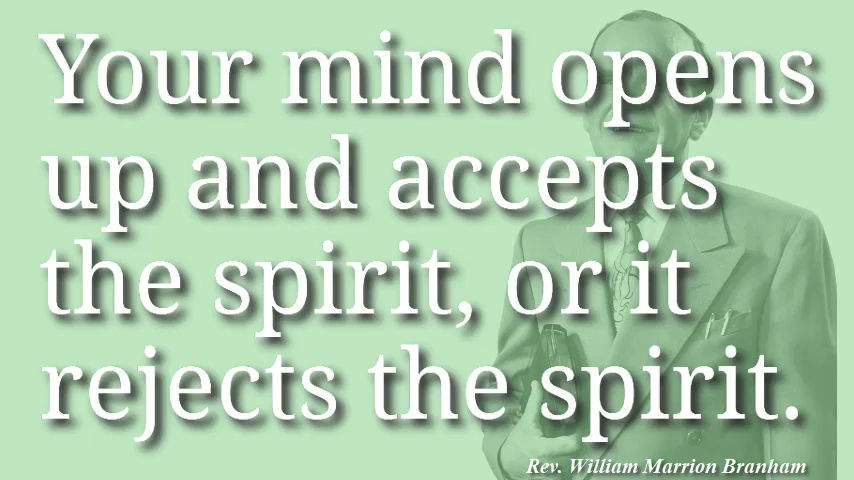 Your mind opens
up and accepts
the spirit, or it
rejects the spirit.
Rev. William Marrion Branham